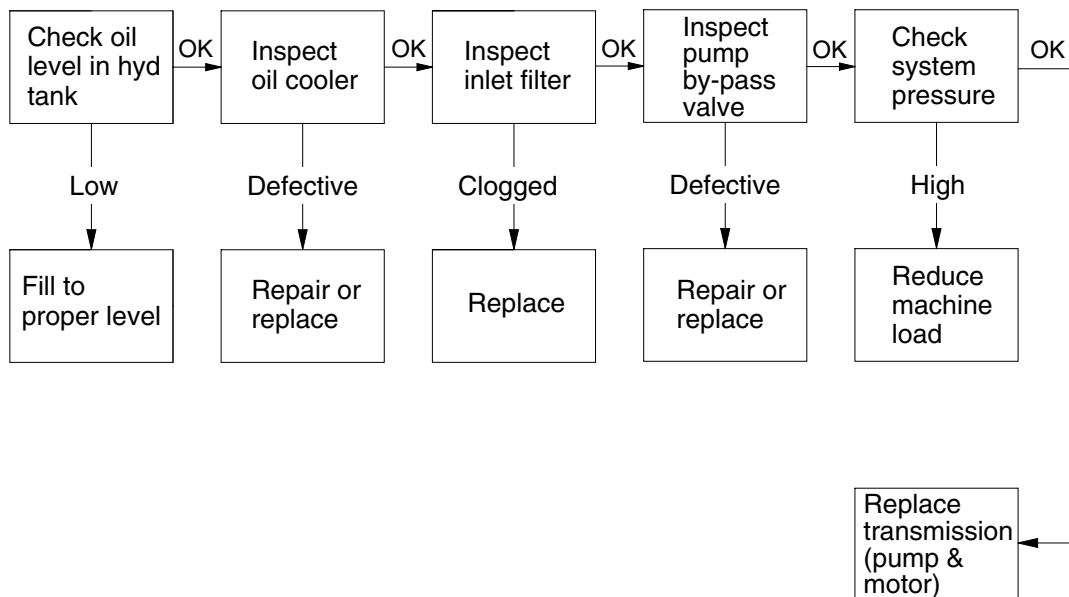 Check oil
level in hyd
tank
OK
Inspect
oil cooler
OK
Inspect
inlet filter
OK
Inspect
pump
by-pass
valve
OK
Check
system
pressure
OK
Low
Defective
Clogged
Defective
High
Fill to
proper level
Repair or
replace
Replace
Repair or
replace
Reduce
machine
load
Replace
transmission
(pump &
motor)